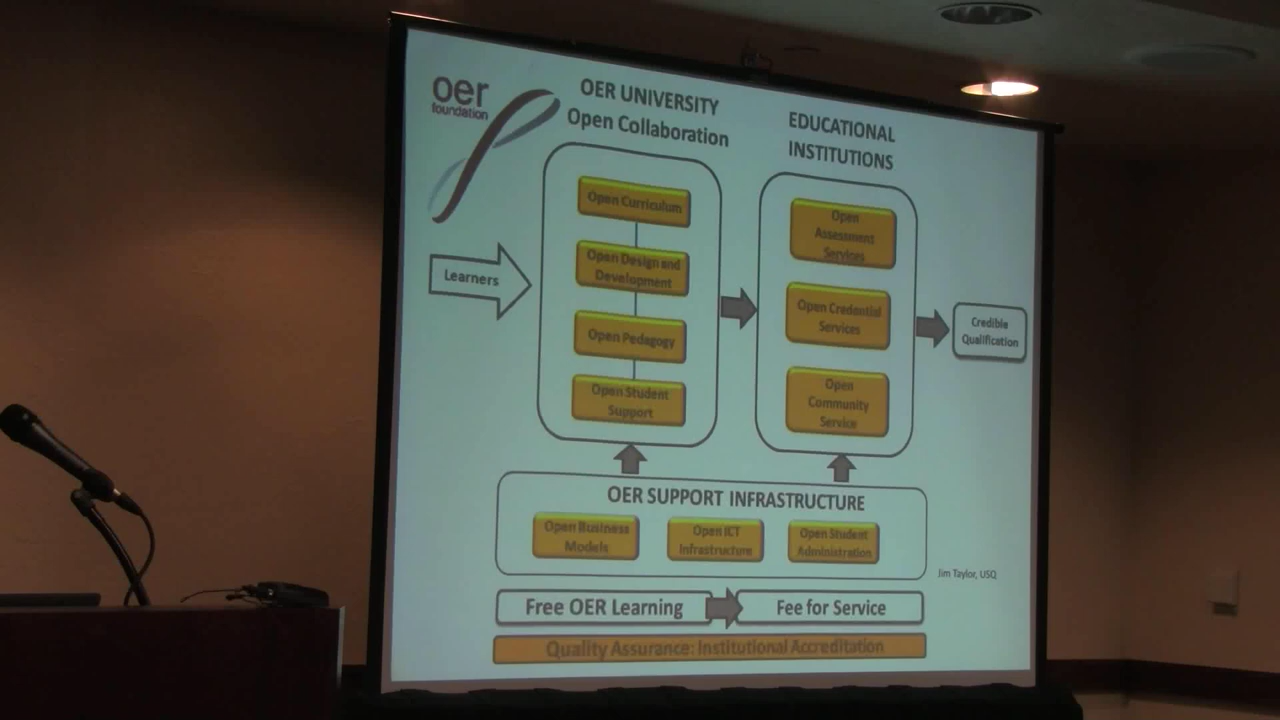 oer
foundation
OER UNIVERSITY
Open Collaboration
EDUCATIONAL
INSTITUTIONS
Learners
Open Curriculum
Open Design and
Development
Open Pedagogy
Open Student
Support
Open
Assessment
Services
Open Credential
Services
Open
Community
Service
Credible
Qualification
OER SUPPORT INFRASTRUCTURE
Open Business
Models
Open ICT
Infrastructure
Open Student
Administration
Jim Taylor, USQ
Free OER Learning
Fee for Service
Quality Assurance: Institutional Accreditation